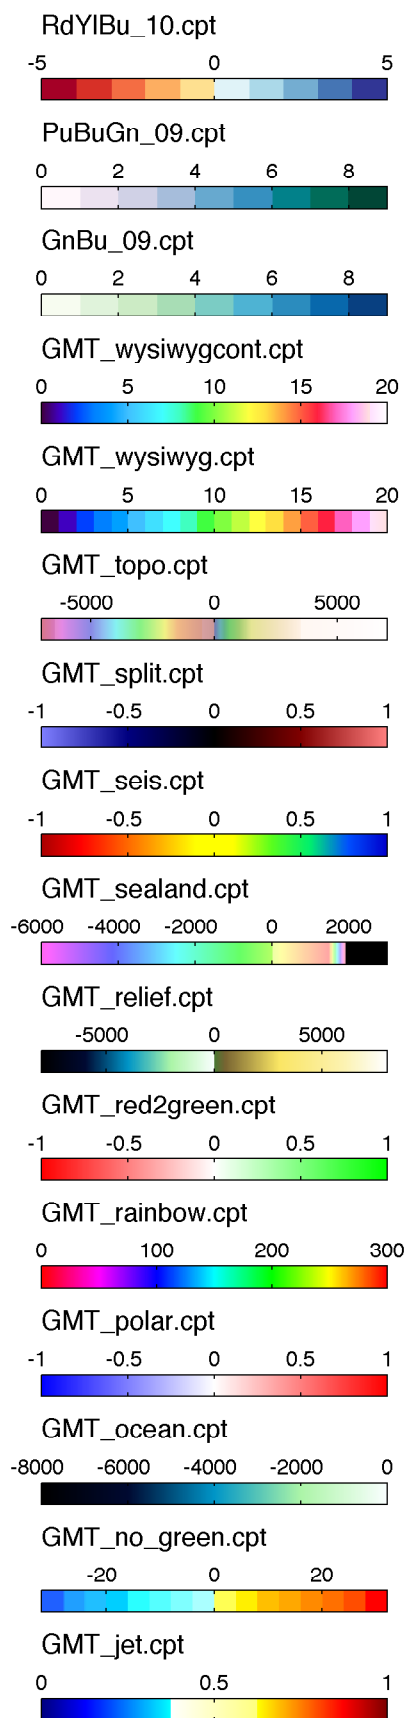 RdYlBu_10.cpt
-5 0 5
PuBuGn_09.cpt
0 2 4 6 8
GnBu_09.cpt
0 2 4 6 8
GMT_wysiwygcont.cpt
0 5 10 15 20
GMT_wysiwyg.cpt
0 5 10 15 20
GMT_topo.cpt
-5000 0 5000
GMT_split.cpt
-1 -0.5 0 0.5 1
GMT_seis.cpt
-1 -0.5 0 0.5 1
GMT_sealand.cpt
-6000 -4000 -2000 0 2000
GMT_relief.cpt
-5000 0 5000
GMT_red2green.cpt
-1 -0.5 0 0.5 1
GMT_rainbow.cpt
0 100 200 300
GMT_polar.cpt
-1 -0.5 0 0.5 1
GMT_ocean.cpt
-8000 -6000 -4000 -2000 0
GMT_no_green.cpt
-20 0 20
GMT_jet.cpt
0 0.5 1